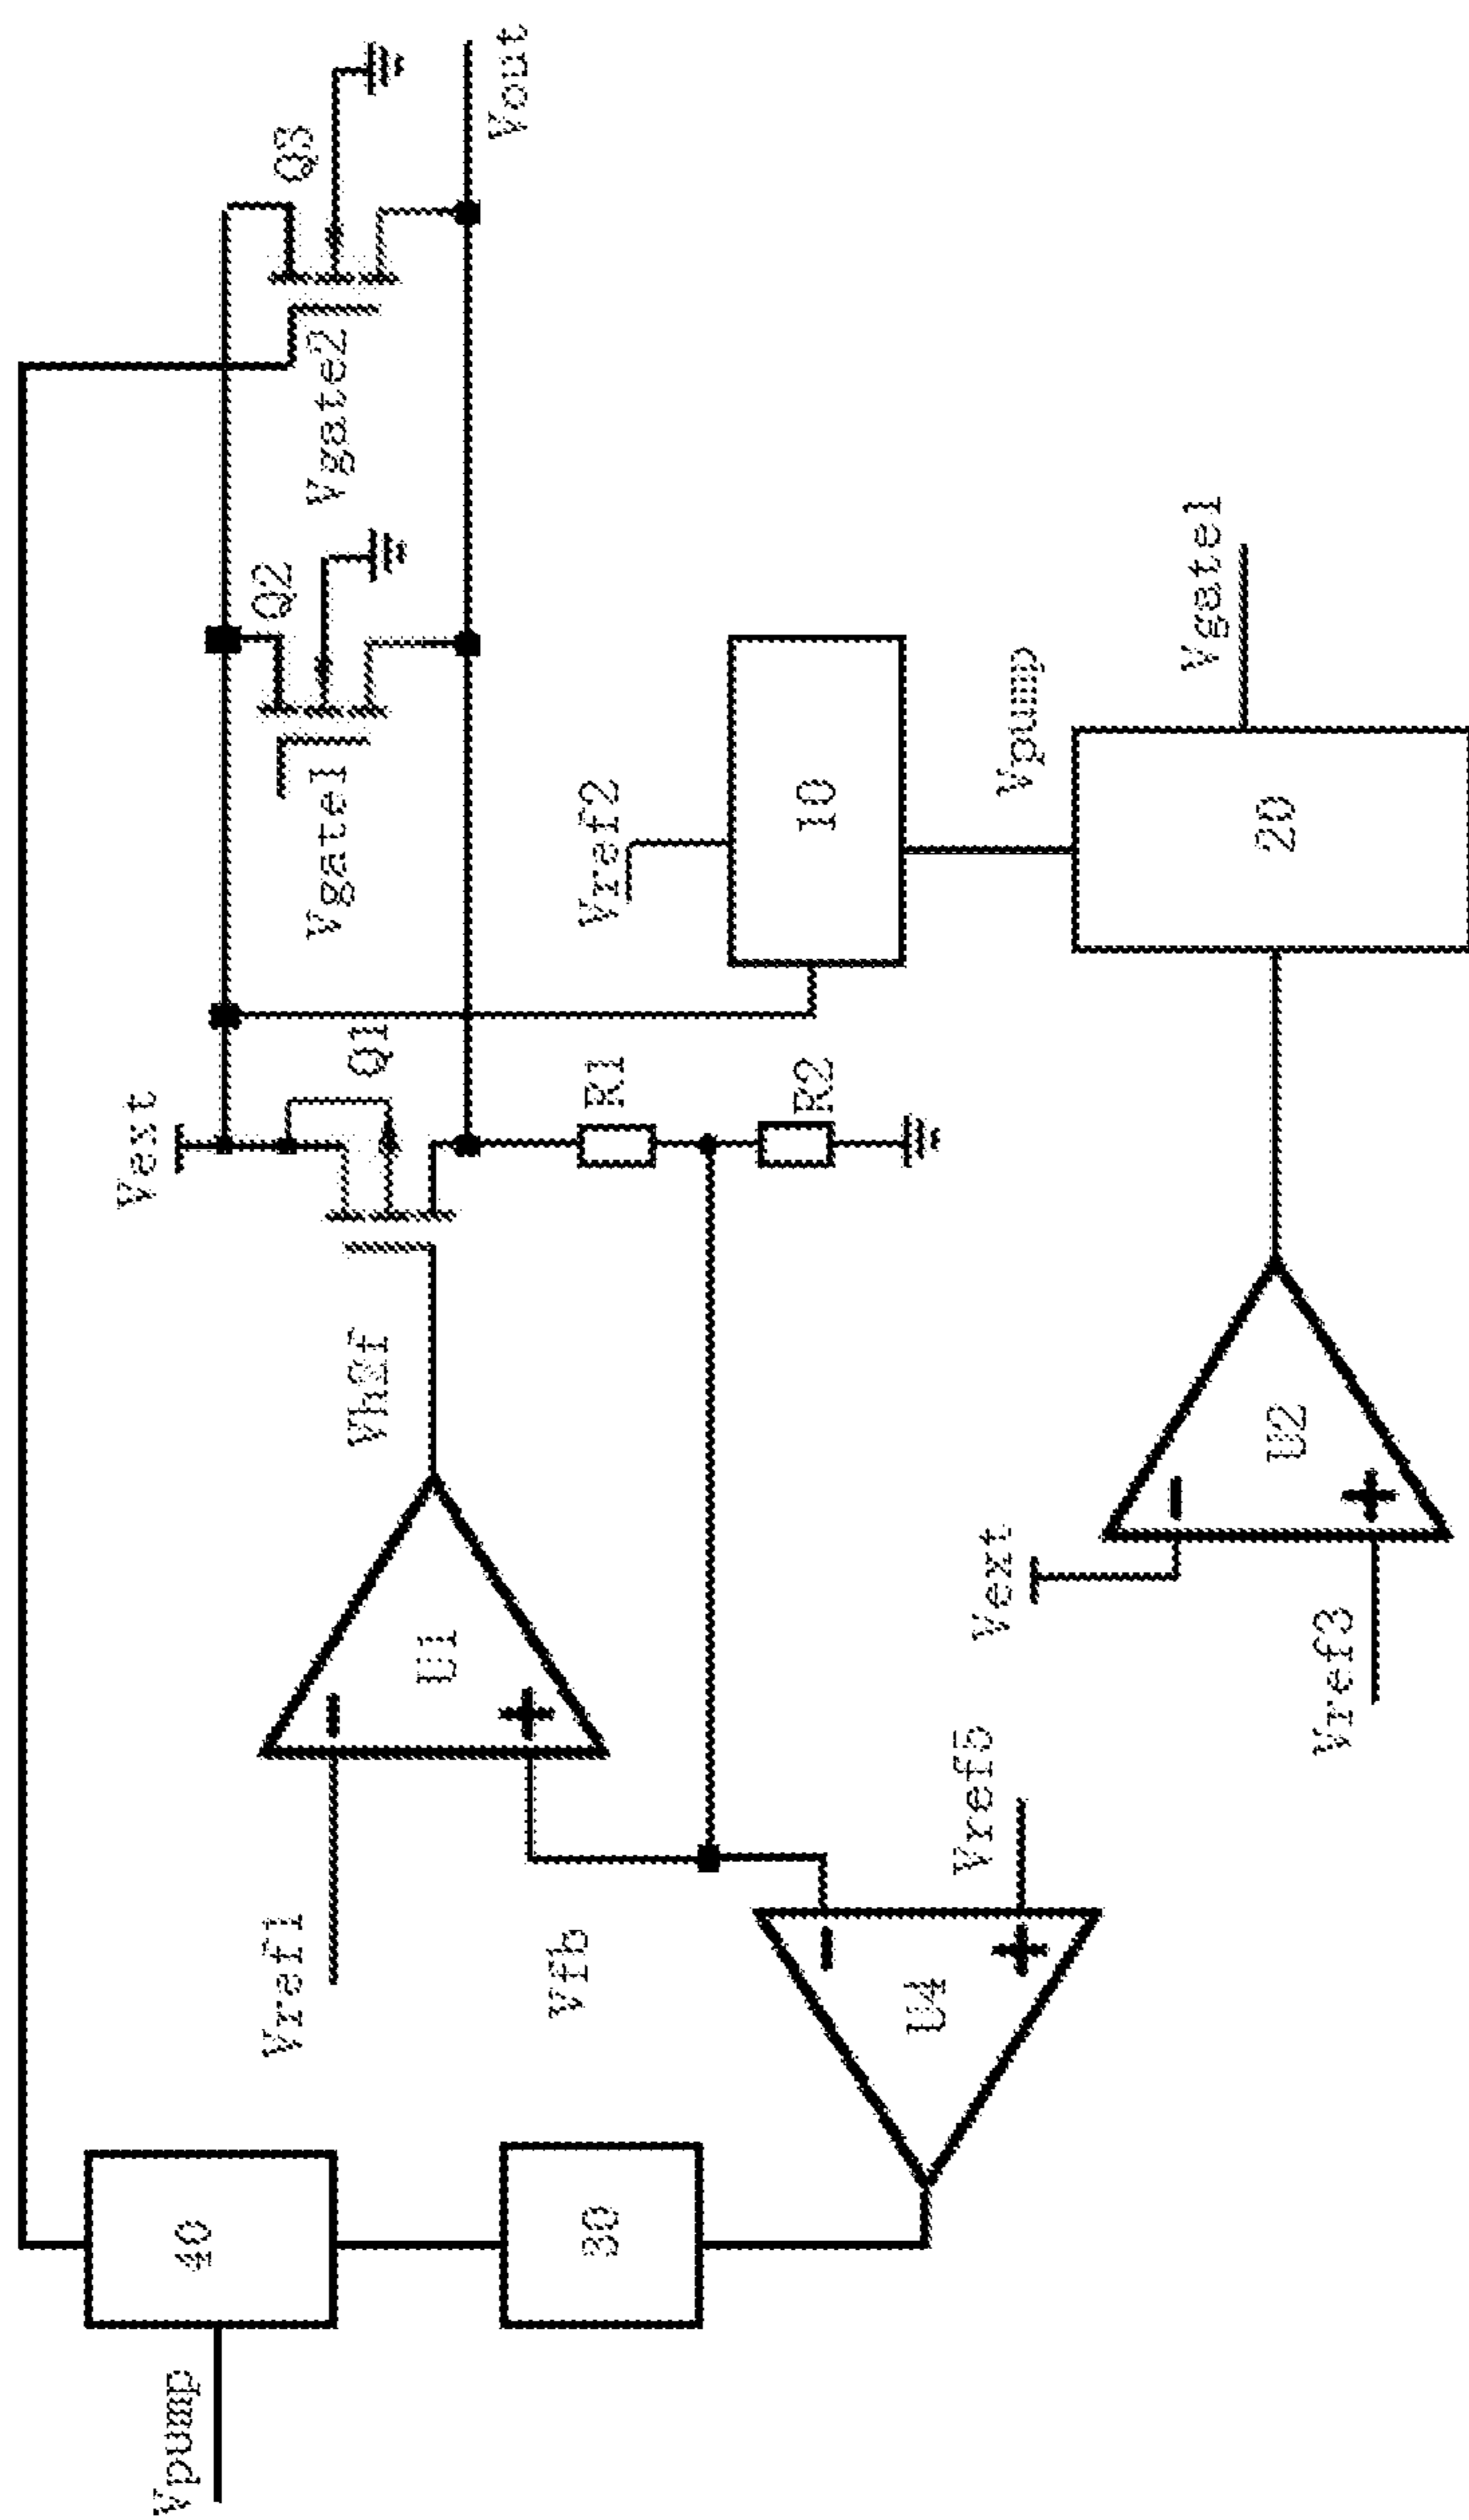 Vpump
40
30
Vref1
Vfb
U1
U4
Vref5
Vhsf
Vext
Q1
R1
R2
Vgate1
Q2
Vgate2
Q3
Vout
Vref2
10
Vpump
Vext
Vref3
U2
20
Vgate1